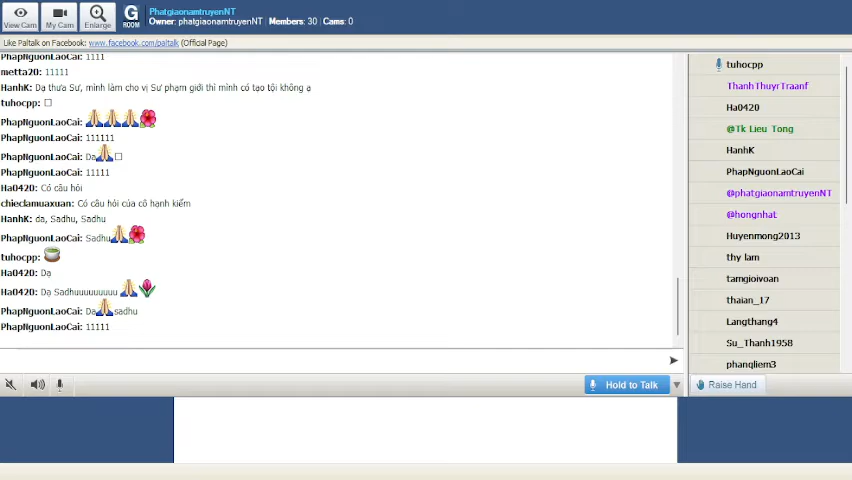 PhatgiaonamtruyenNT
Owner: phatgiaonamtruyenNT | Members: 30 | Cams: 0
View Cam
My Cam
Enlarge
G
ROOM
Like Paltalk on Facebook: www.facebook.com/paltalk (Official Page)
PhapNguonLaoCai: 1111
metta20: 11111
HanhK: Dạ thưa Sư, mình làm cho vị Sư phạm giới thì mình có tạo tội không ạ
tuhocpp:
PhapNguonLaoCai:
PhapNguonLaoCai: 111111
PhapNguonLaoCai: Da
PhapNguonLaoCai: 11111
Ha0420: Có câu hỏi
chieclamuaxuan: Có câu hỏi của cô hạnh kiểm
HanhK: da, Sadhu, Sadhu
PhapNguonLaoCai: Sadhu
tuhocpp:
Ha0420: Dạ
Ha0420: Dạ Sadhuuuuuuuuu
PhapNguonLaoCai: Da sadhu
PhapNguonLaoCai: 11111
Hold to Talk
tuhocpp
ThanhThuyrTraanf
Ha0420
@Tk Lieu Tong
HanhK
PhapNguonLaoCai
@phatgiaonamtruyenNT
@hongnhat
Huyenmong2013
thy lam
tamgioivoan
thaian_17
Langthang4
Su_Thanh1958
phanqliem3
Raise Hand